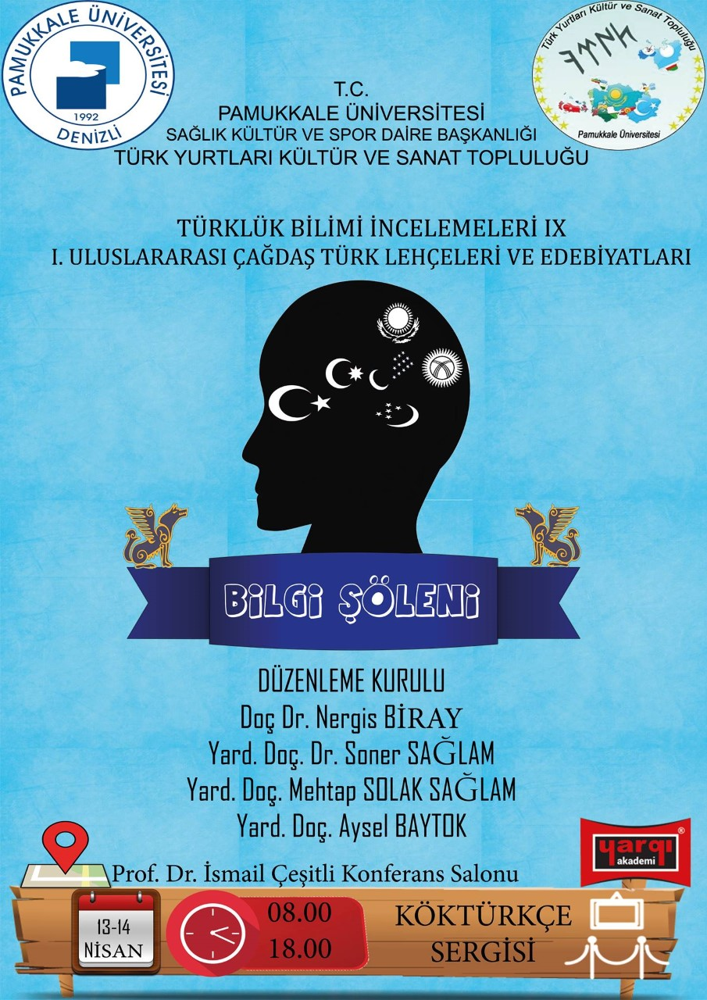 PAMUKKALE ÜNİVERSİTESİ
1992
DENİZLİ
Türk Yurtları Kültür ve Sanat Topluluğu
Pamukkale Üniversitesi
T.C.
PAMUKKALE ÜNİVERSİTESİ
SAĞLIK KÜLTÜR VE SPOR DAİRE BAŞKANLIĞI
TÜRK YURTLARI KÜLTÜR VE SANAT TOPLULUĞU
TÜRKLÜK BİLİMİ İNCELEMELERİ IX
I. ULUSLARARASI ÇAĞDAŞ TÜRK LEHÇELERİ VE EDEBİYATLARI
BİLGİ ŞÖLENİ
DÜZENLEME KURULU
Doç Dr. Nergis BİRAY
Yard. Doç. Dr. Soner SAĞLAM
Yard. Doç. Mehtap SOLAK SAĞLAM
Yard. Doç. Aysel BAYTOK
yargı®
akademi
Prof. Dr. İsmail Çeşitli Konferans Salonu
13-14
NİSAN
08.00
18.00
KÖKTÜRKÇE
SERGİSİ